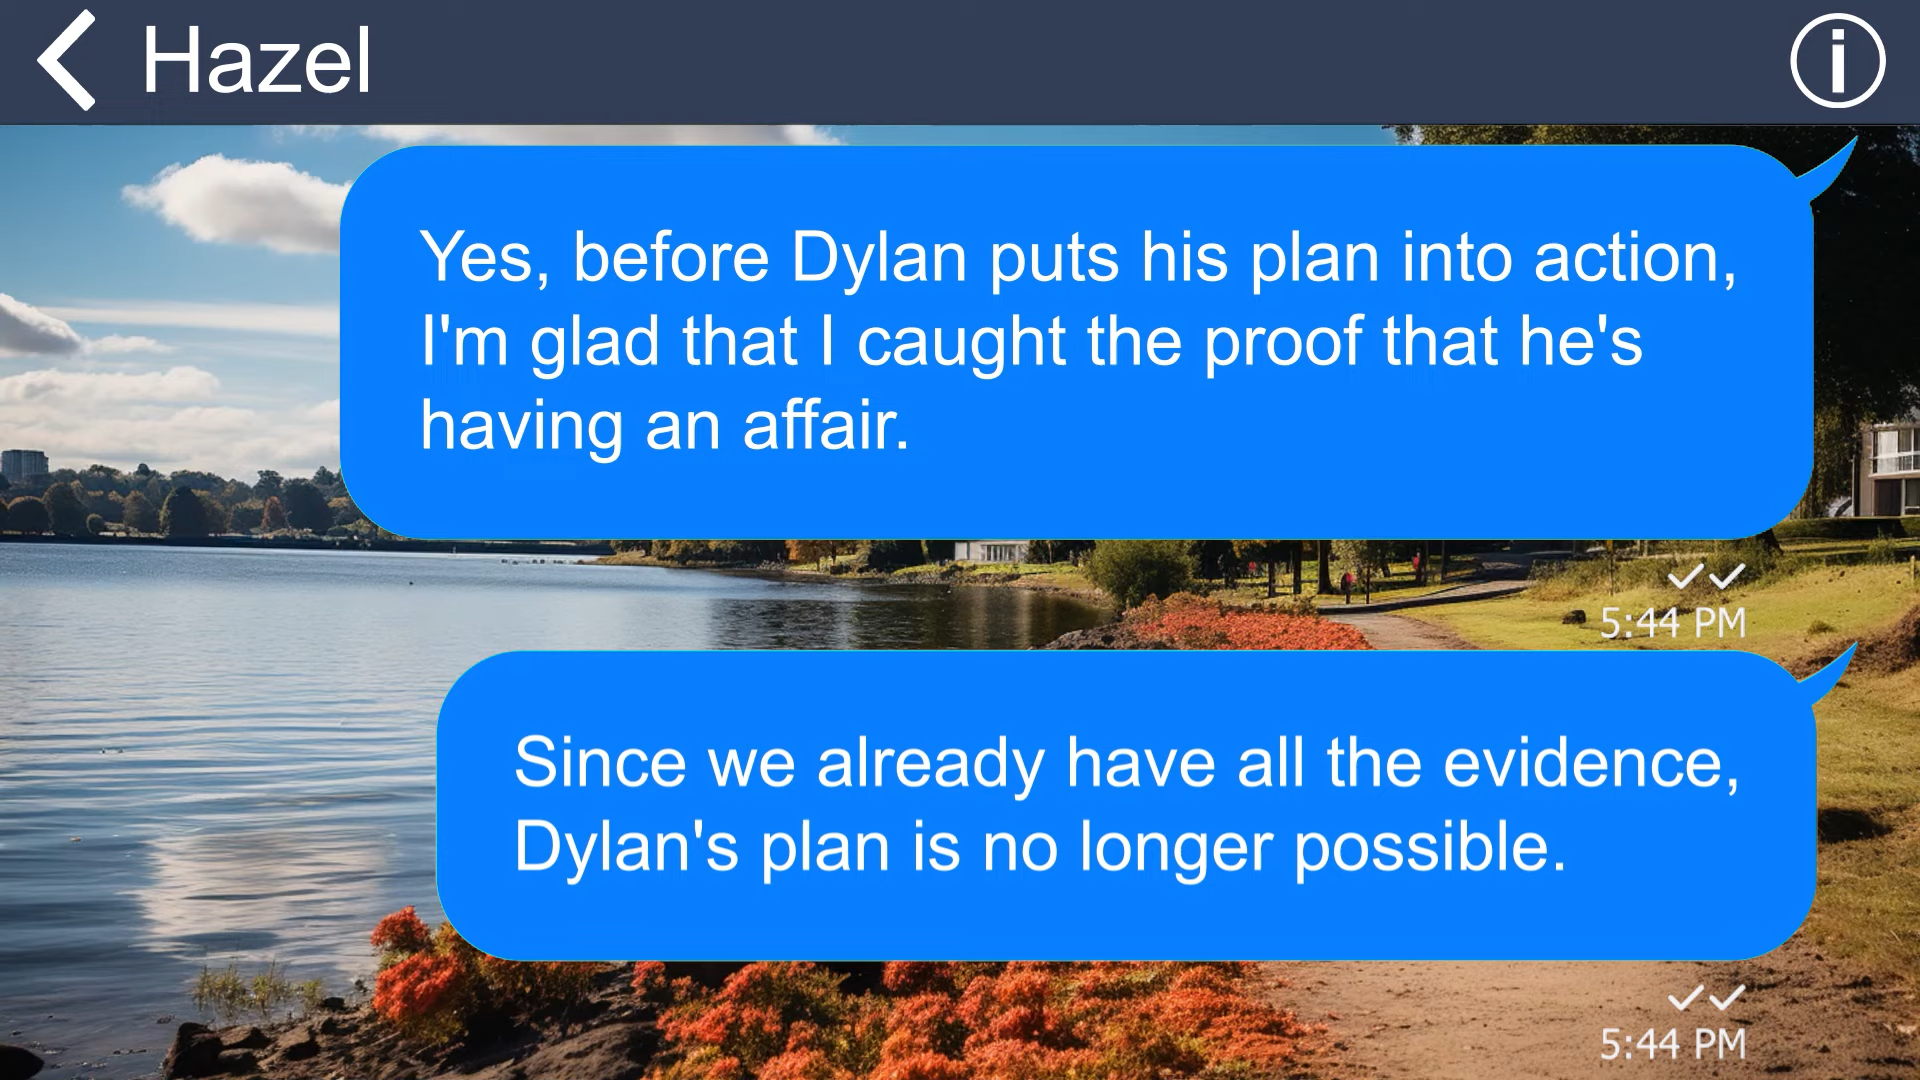 Hazel
Yes, before Dylan puts his plan into action,
I'm glad that I caught the proof that he's
having an affair.
5:44 PM
Since we already have all the evidence,
Dylan's plan is no longer possible.
5:44 PM